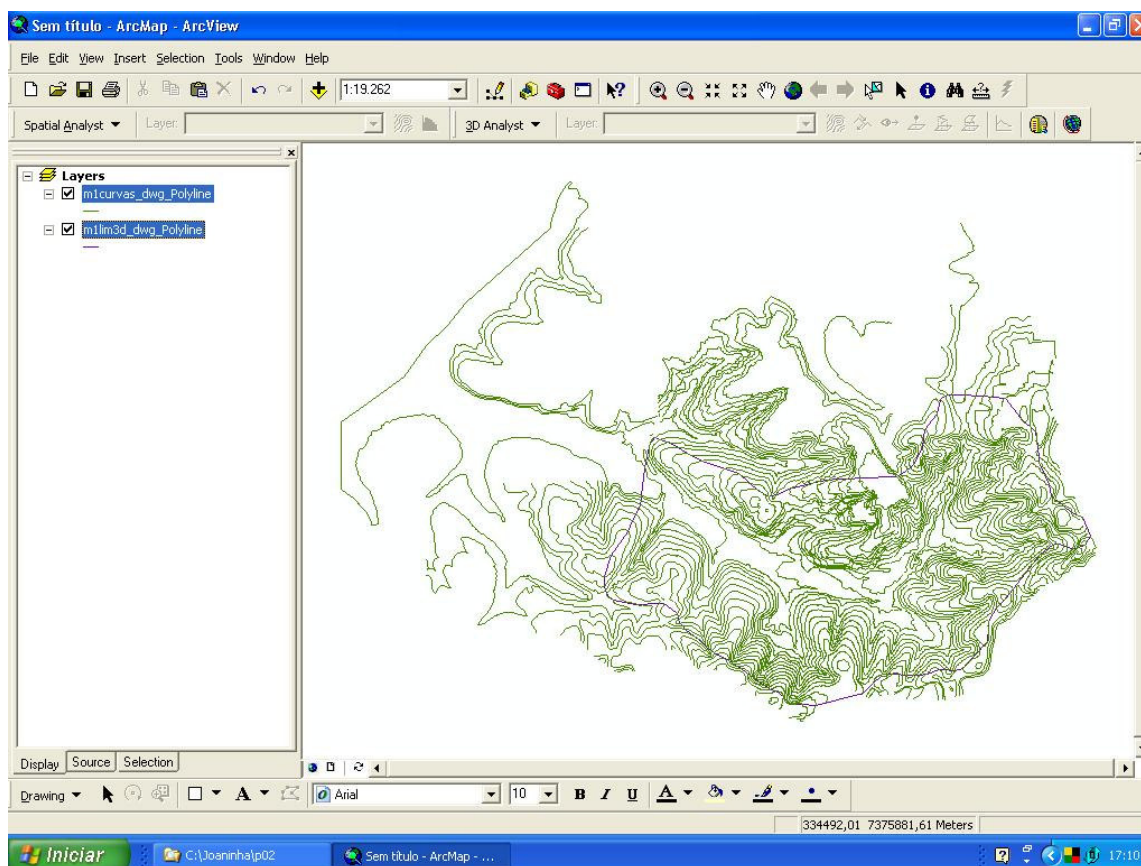 Sem título - ArcMap - ArcView
File Edit View Insert Selection Tools Window Help
1:19.262
Spatial Analyst Layer: 3D Analyst Layer:
Layers
m1curvas_dwg_Polyline
m1lim3d_dwg_Polyline
Display Source Selection
Drawing A Arial 10 B I U A
334492,01 7375881,61 Meters
Iniciar C:\Joaninha\p02 Sem título - ArcMap - ... 17:10